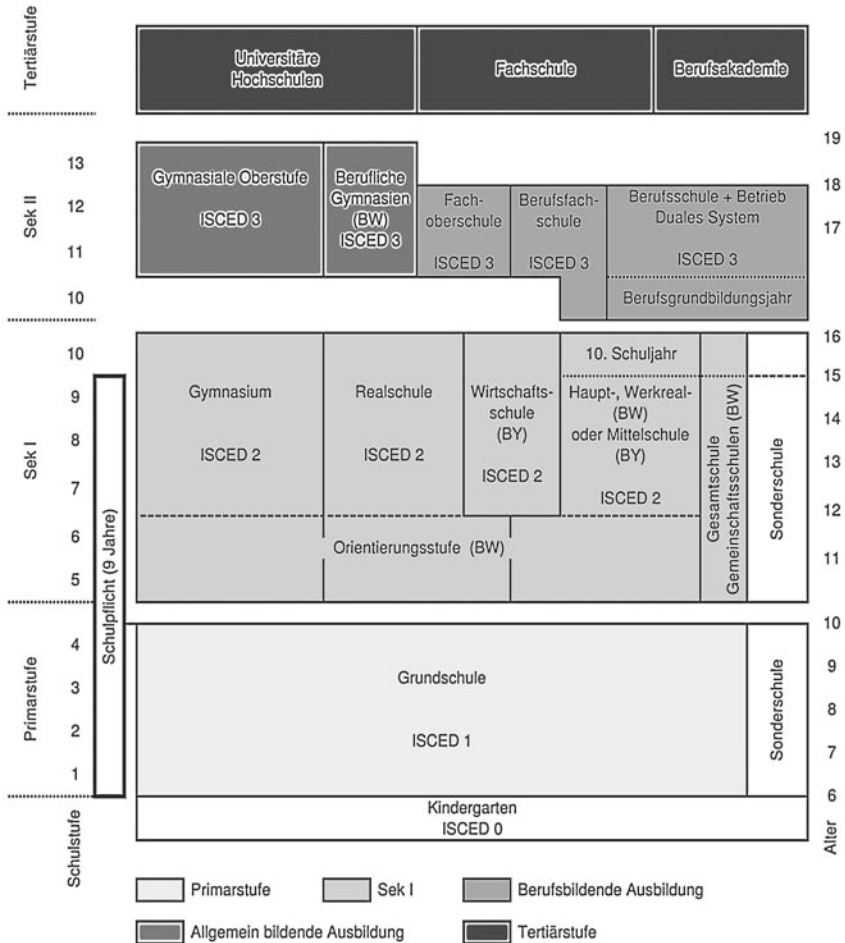 Tertiärstufe
Universitäre
Hochschulen
Fachschule
Berufsakademie
Sek II
13
12
11
10
Gymnasiale Oberstufe
ISCED 3
Berufliche
Gymnasien
(BW)
ISCED 3
Fach-
oberschule
ISCED 3
Berufsfach-
schule
ISCED 3
Berufsschule + Betrieb
Duales System
ISCED 3
Berufsgrundbildungsjahr
19
18
17
Sek I
10
9
8
7
6
5
Schulpflicht (9 Jahre)
Gymnasium
ISCED 2
Realschule
ISCED 2
Wirtschafts-
schule
(BY)
ISCED 2
10. Schuljahr
Haupt-, Werkreal-
(BW)
oder Mittelschule
(BY)
ISCED 2
Orientierungsstufe (BW)
Gesamtschule
Gemeinschaftsschulen (BW)
Sonderschule
16
15
14
13
12
11
Primarstufe
4
3
2
1
Grundschule
ISCED 1
Sonderschule
10
9
8
7
6
Schulstufe
Kindergarten
ISCED 0
Alter
Primarstufe
Sek I
Berufsbildende Ausbildung
Allgemein bildende Ausbildung
Tertiärstufe